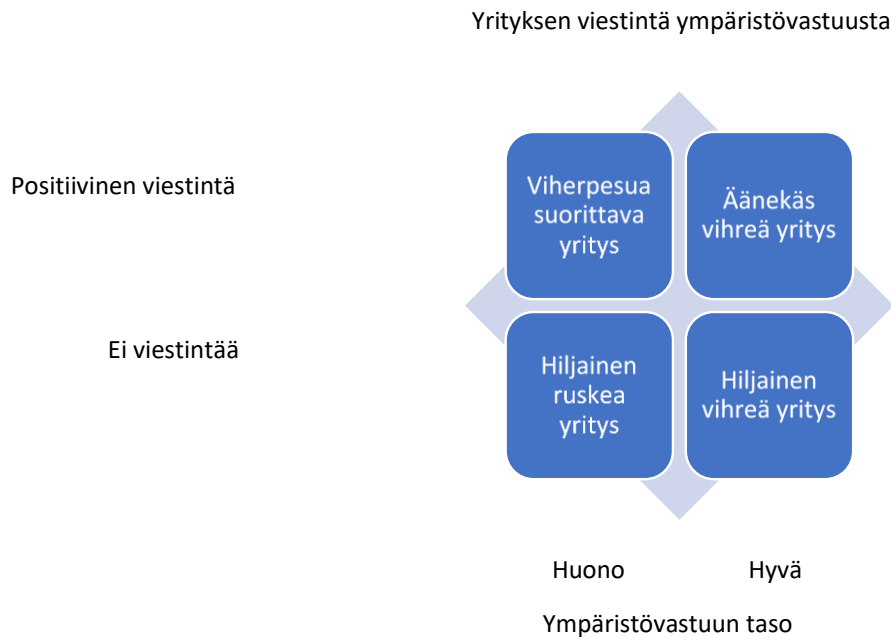 Yrityksen viestintä ympäristövastuusta
Positiivinen viestintä
Viherpesua
suorittava
yritys
Äänekäs
vihreä yritys
Ei viestintää
Hiljainen
ruskea
yritys
Hiljainen
vihreä yritys
Huono
Hyvä
Ympäristövastuun taso